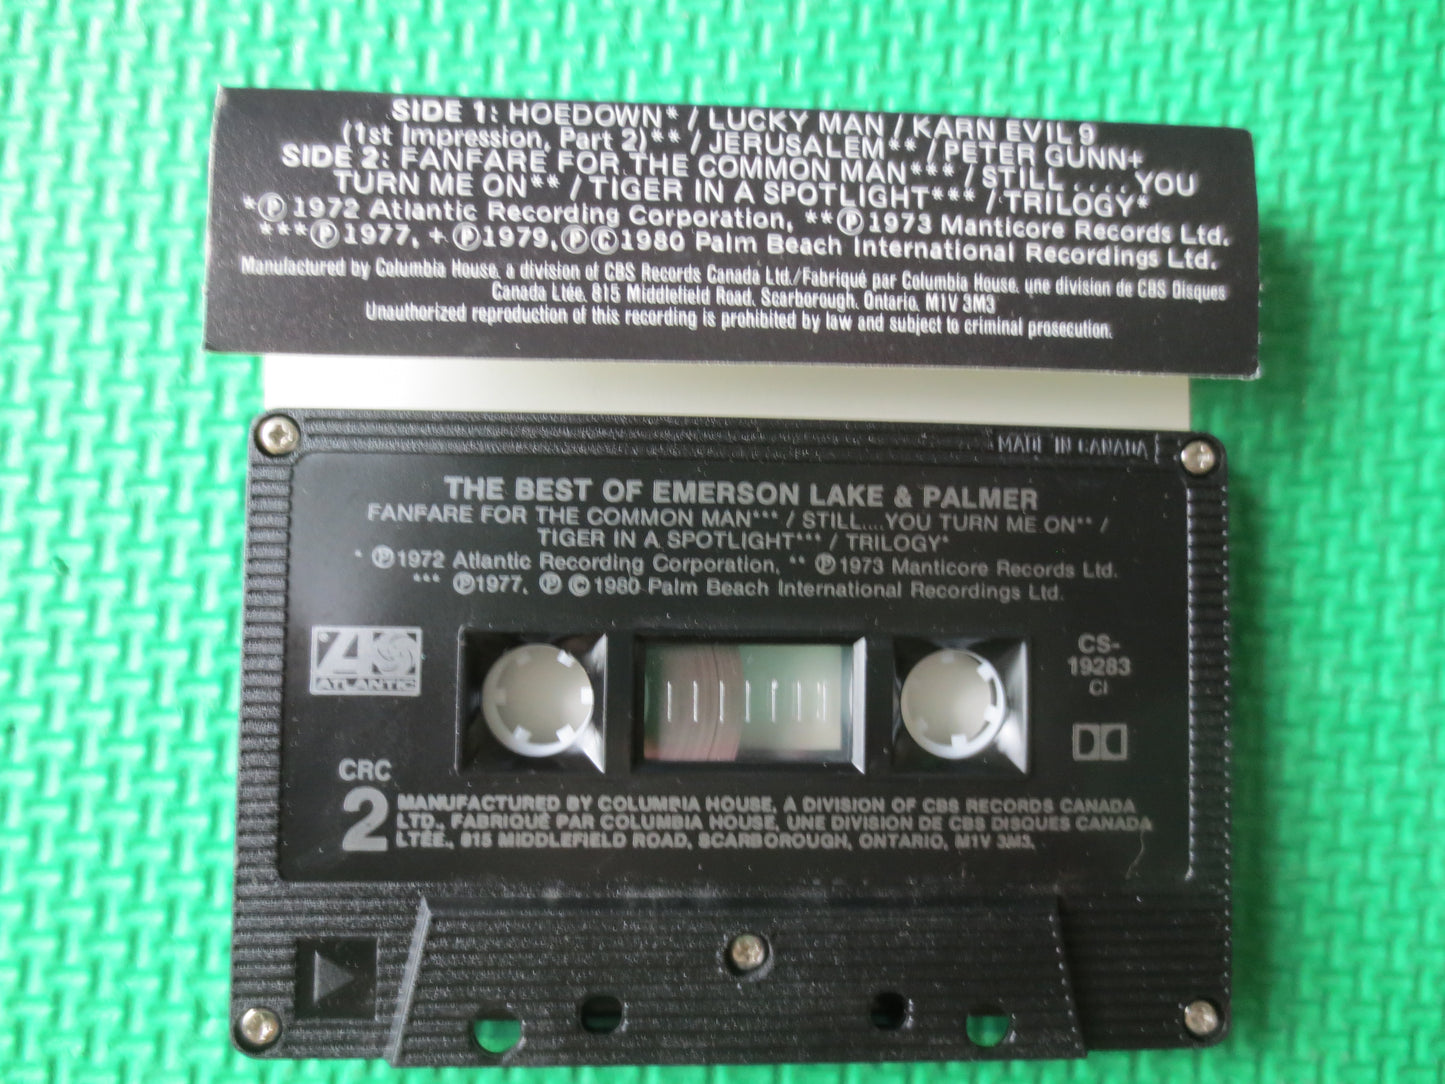 SIDE 1: HOEDOWN* / LUCKY MAN / KARN EVIL 9
(1st Impression, Part 2)** / JERUSALEM** / PETER GUNN+
SIDE 2: FANFARE FOR THE COMMON MAN*** / STILL .....YOU
TURN ME ON** / TIGER IN A SPOTLIGHT*** / TRILOGY*
*Ⓟ1972 Atlantic Recording Corporation, **Ⓟ1973 Manticore Records Ltd.
***Ⓟ1977, +Ⓟ1979, Ⓟ©1980 Palm Beach International Recordings Ltd.
Manufactured by Columbia House, a division of CBS Records Canada Ltd./Fabriqué par Columbia House, une division de CBS Disques
Canada Ltée, 815 Middlefield Road, Scarborough, Ontario, M1V 3M3
Unauthorized reproduction of this recording is prohibited by law and subject to criminal prosecution.
MADE IN CANADA
THE BEST OF EMERSON LAKE & PALMER
FANFARE FOR THE COMMON MAN*** / STILL....YOU TURN ME ON** /
TIGER IN A SPOTLIGHT*** / TRILOGY*
* Ⓟ1972 Atlantic Recording Corporation, ** Ⓟ1973 Manticore Records Ltd.
*** Ⓟ1977, Ⓟ ©1980 Palm Beach International Recordings Ltd.
ATLANTIC
CS-
19283
CI
CRC
2
MANUFACTURED BY COLUMBIA HOUSE, A DIVISION OF CBS RECORDS CANADA
LTD., FABRIQUÉ PAR COLUMBIA HOUSE, UNE DIVISION DE CBS DISQUES CANADA
LTÉE., 815 MIDDLEFIELD ROAD, SCARBOROUGH, ONTARIO, M1V 3M3.